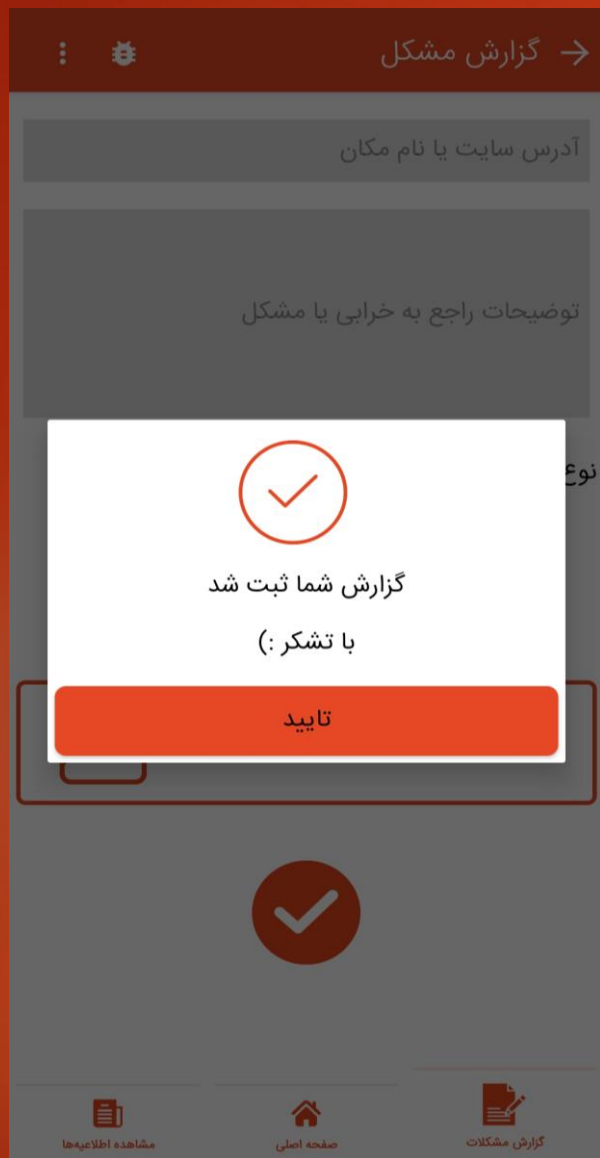 گزارش مشکل
آدرس سایت یا نام مکان
توضیحات راجع به خرابی یا مشکل
نوع
گزارش شما ثبت شد
با تشکر :)
تایید
گزارش مشکلات
صفحه اصلی
مشاهده اطلاعیه‌ها